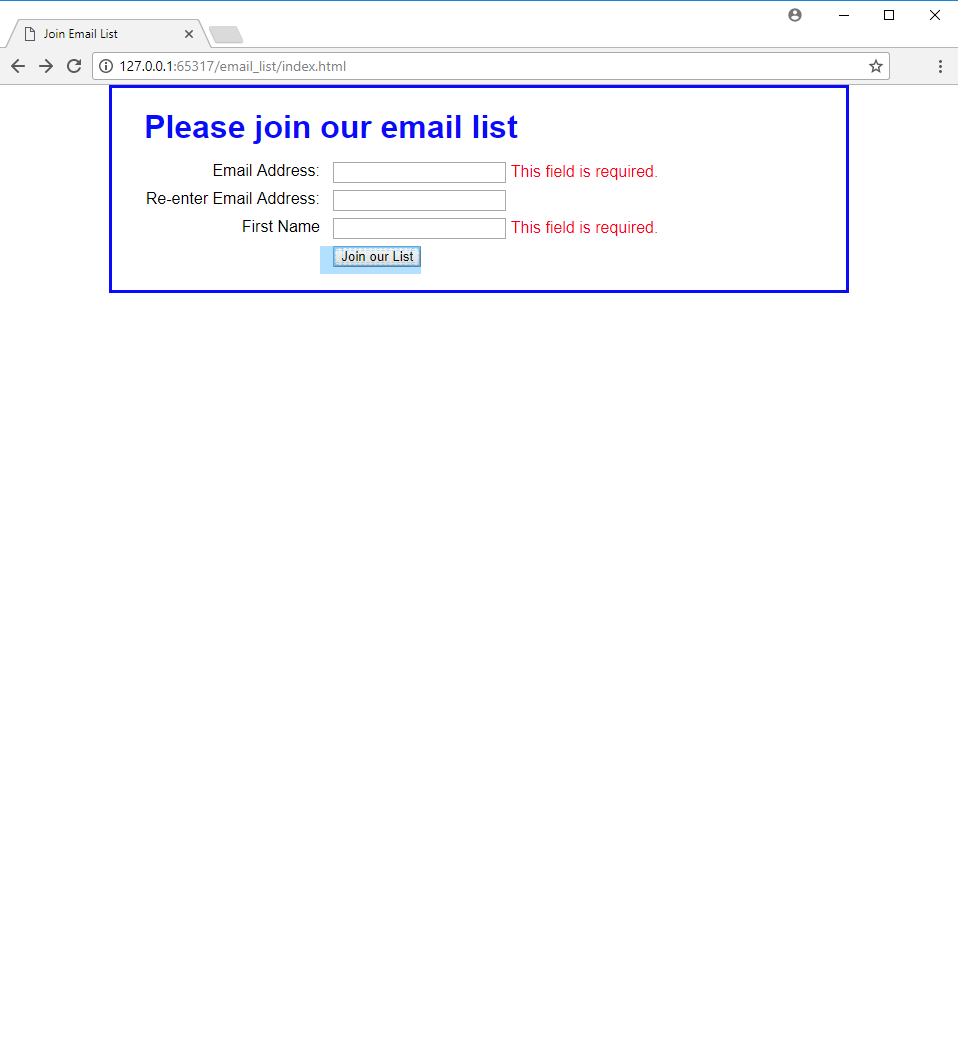 Join Email List
127.0.0.1:65317/email_list/index.html
Please join our email list
Email Address: This field is required.
Re-enter Email Address:
First Name This field is required.
Join our List